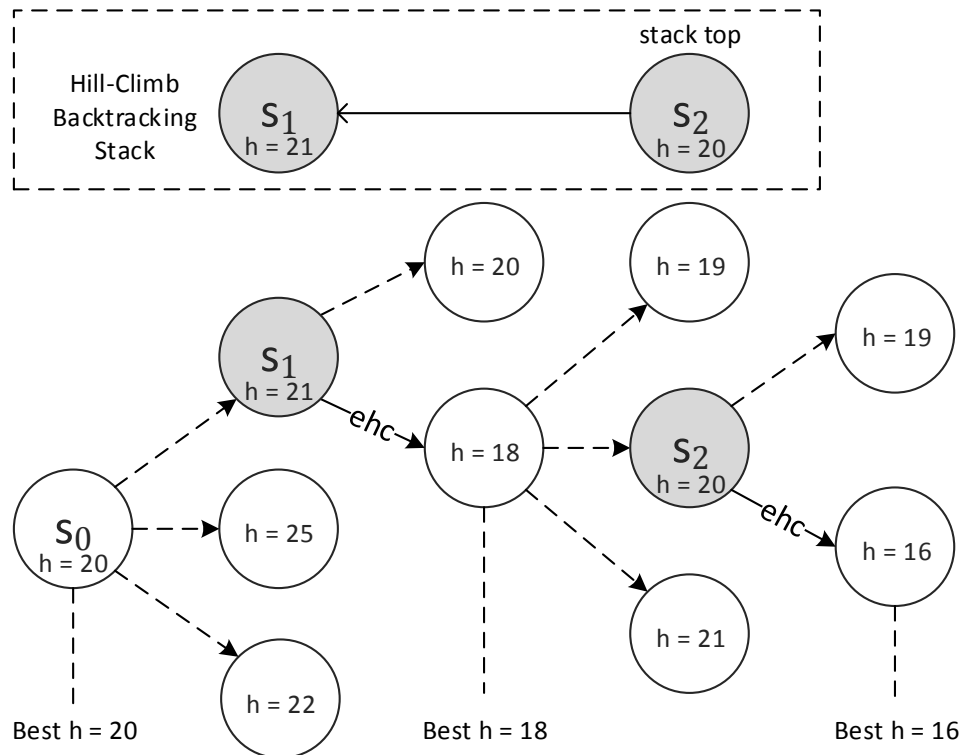 stack top
Hill-Climb
Backtracking
Stack
s1
h = 21
s2
h = 20
h = 20
h = 19
h = 19
s1
h = 21
ehc
h = 18
s2
h = 20
ehc
h = 16
s0
h = 20
h = 25
h = 21
h = 22
Best h = 20
Best h = 18
Best h = 16